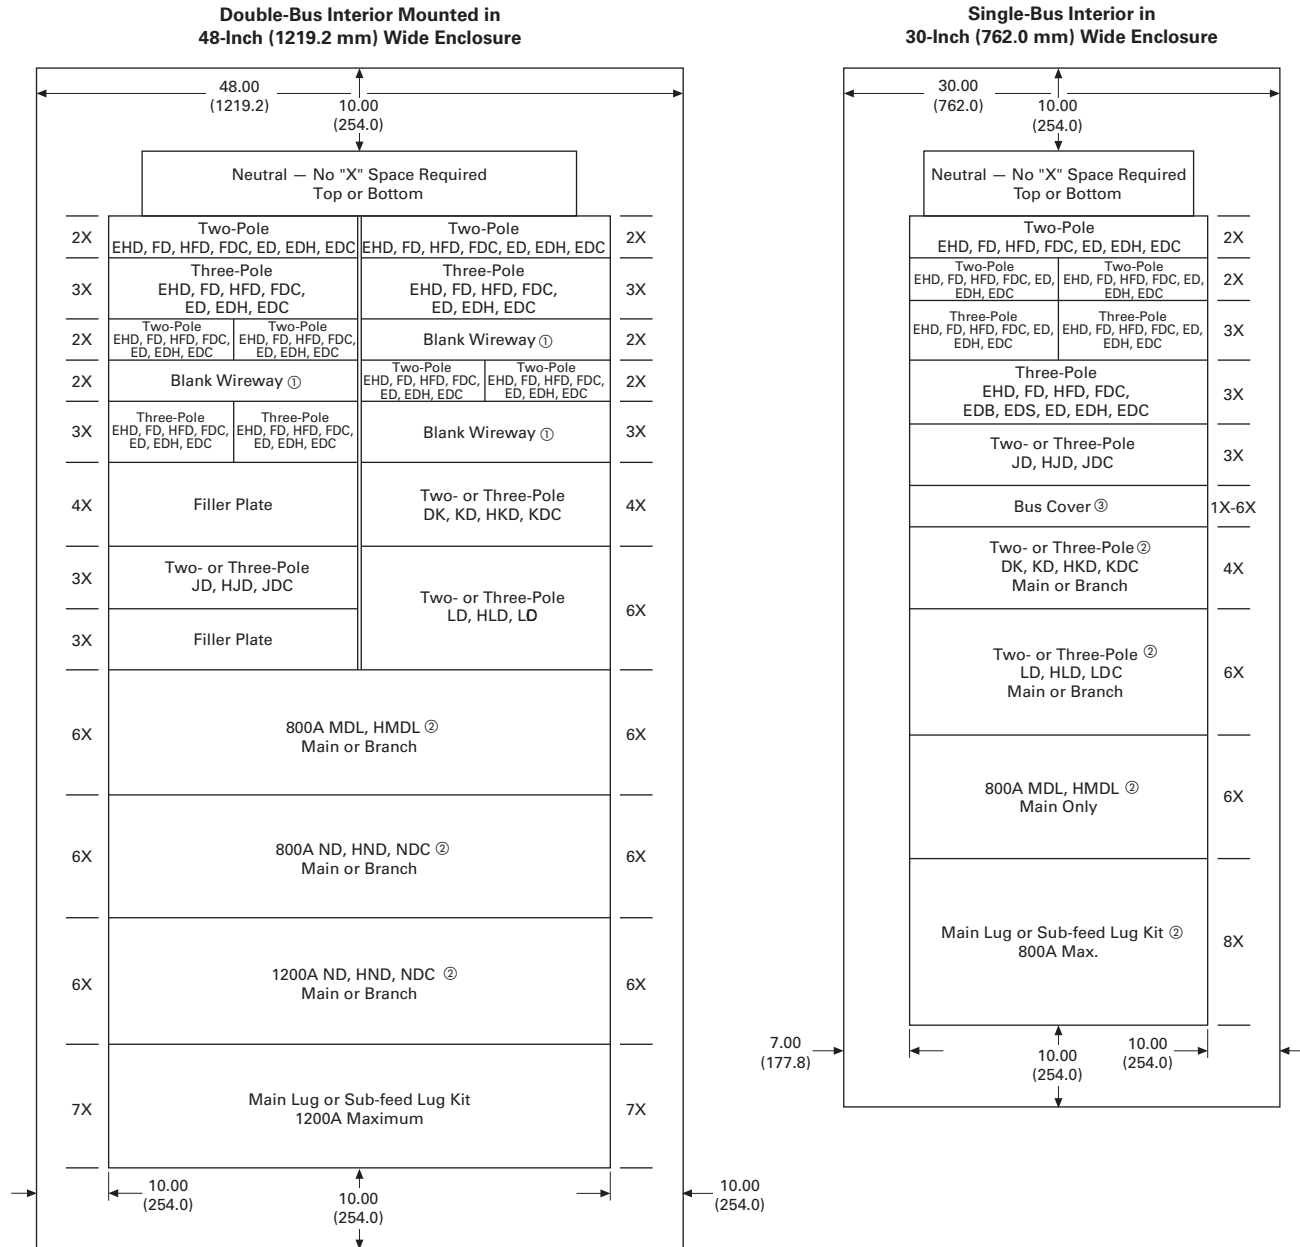 Double-Bus Interior Mounted in
48-Inch (1219.2 mm) Wide Enclosure
48.00
(1219.2)
10.00
(254.0)
Neutral — No "X" Space Required
Top or Bottom
2X
Two-Pole
EHD, FD, HFD, FDC, ED, EDH, EDC
Two-Pole
EHD, FD, HFD, FDC, ED, EDH, EDC
2X
3X
Three-Pole
EHD, FD, HFD, FDC,
ED, EDH, EDC
Three-Pole
EHD, FD, HFD, FDC,
ED, EDH, EDC
3X
2X
Two-Pole
EHD, FD, HFD, FDC,
ED, EDH, EDC
Two-Pole
EHD, FD, HFD, FDC,
ED, EDH, EDC
Blank Wireway ①
2X
2X
Blank Wireway ①
Two-Pole
EHD, FD, HFD, FDC,
ED, EDH, EDC
Two-Pole
EHD, FD, HFD, FDC,
ED, EDH, EDC
2X
3X
Three-Pole
EHD, FD, HFD, FDC,
ED, EDH, EDC
Three-Pole
EHD, FD, HFD, FDC,
ED, EDH, EDC
Blank Wireway ①
3X
4X
Filler Plate
Two- or Three-Pole
DK, KD, HKD, KDC
4X
3X
Two- or Three-Pole
JD, HJD, JDC
Two- or Three-Pole
LD, HLD, LD
6X
3X
Filler Plate
6X
800A MDL, HMDL ②
Main or Branch
6X
6X
800A ND, HND, NDC ②
Main or Branch
6X
6X
1200A ND, HND, NDC ②
Main or Branch
6X
7X
Main Lug or Sub-feed Lug Kit
1200A Maximum
7X
10.00
(254.0)
10.00
(254.0)
10.00
(254.0)
Single-Bus Interior in
30-Inch (762.0 mm) Wide Enclosure
30.00
(762.0)
10.00
(254.0)
Neutral — No "X" Space Required
Top or Bottom
Two-Pole
EHD, FD, HFD, FDC, ED, EDH, EDC
2X
Two-Pole
EHD, FD, HFD, FDC, ED,
EDH, EDC
Two-Pole
EHD, FD, HFD, FDC, ED,
EDH, EDC
2X
Three-Pole
EHD, FD, HFD, FDC, ED,
EDH, EDC
Three-Pole
EHD, FD, HFD, FDC, ED,
EDH, EDC
3X
Three-Pole
EHD, FD, HFD, FDC,
EDB, EDS, ED, EDH, EDC
3X
Two- or Three-Pole
JD, HJD, JDC
3X
Bus Cover ③
1X-6X
Two- or Three-Pole ②
DK, KD, HKD, KDC
Main or Branch
4X
Two- or Three-Pole ②
LD, HLD, LDC
Main or Branch
6X
800A MDL, HMDL ②
Main Only
6X
Main Lug or Sub-feed Lug Kit ②
800A Max.
8X
7.00
(177.8)
10.00
(254.0)
10.00
(254.0)